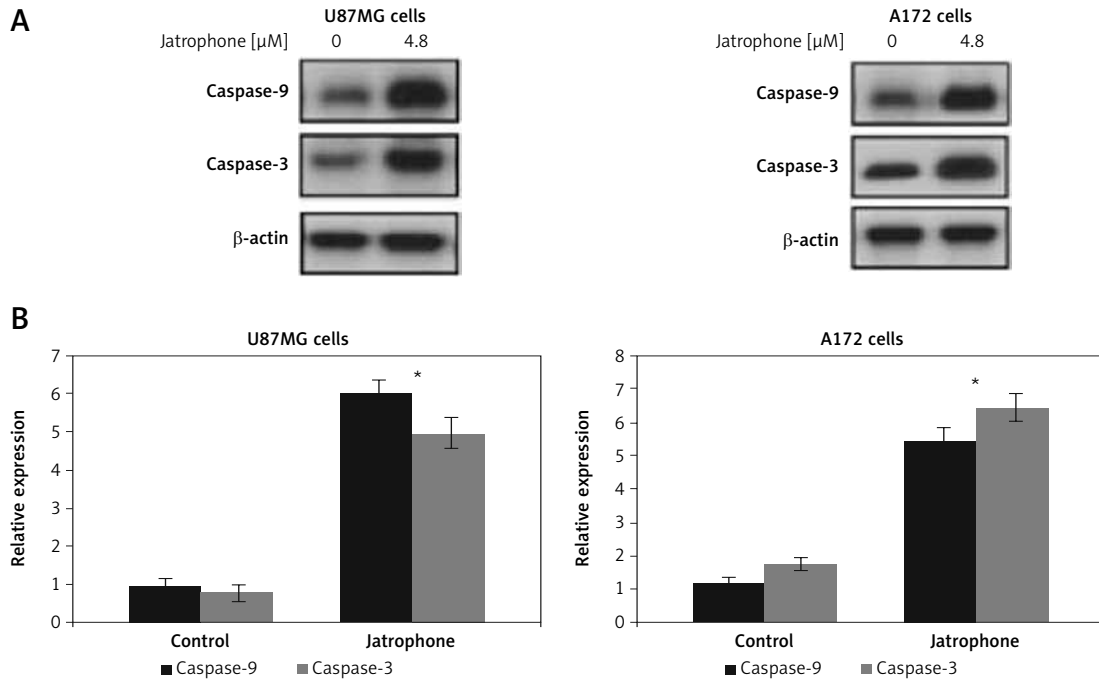 A
U87MG cells
Jatrophone [μM] 0 4.8
Caspase-9
Caspase-3
β-actin
A172 cells
0 4.8
Jatrophone [μM]
Caspase-9
Caspase-3
β-actin
B
U87MG cells
Relative expression
7
6
5
4
3
2
1
0
*
Control Jatrophone
Caspase-9 Caspase-3
A172 cells
Relative expression
8
7
6
5
4
3
2
1
0
*
Control Jatrophone
Caspase-9 Caspase-3